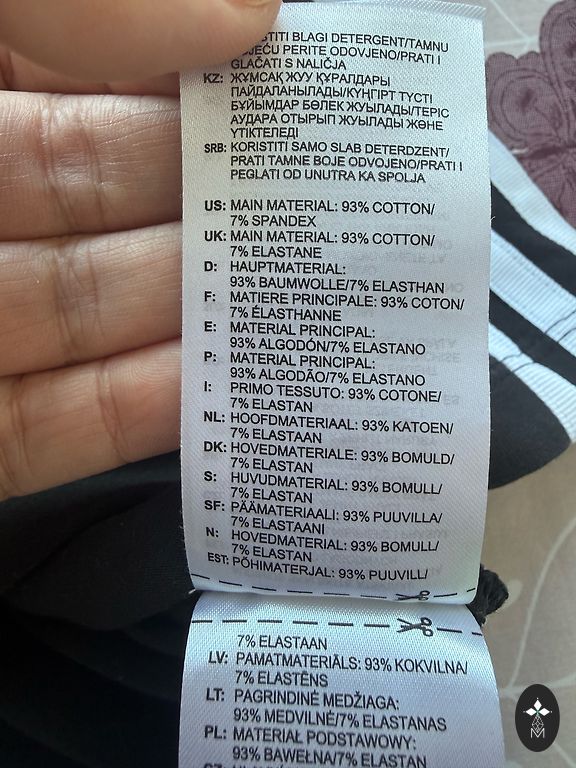 STITI BLAGI DETERGENT/TAMNU
ODJEĆU PERITE ODOVJENO/PRATI I
GLAČATI S NALIČJA
KZ: ЖҰМСАҚ ЖУУ ҚҰРАЛДАРЫ
ПАЙДАЛАНЫЛАДЫ/КҮҢГІРТ ТҮСТІ
БҰЙЫМДАР БӨЛЕК ЖУЫЛАДЫ/ТЕРІС
АУДАРА ОТЫРЫП ЖУЫЛАДЫ ЖӘНЕ
ҮТІКТЕЛЕДІ
SRB: KORISTITI SAMO SLAB DETERDZENT/
PRATI TAMNE BOJE ODVOJENO/PRATI I
PEGLATI OD UNUTRA KA SPOLJA
US: MAIN MATERIAL: 93% COTTON/
7% SPANDEX
UK: MAIN MATERIAL: 93% COTTON/
7% ELASTANE
D: HAUPTMATERIAL:
93% BAUMWOLLE/7% ELASTHAN
F: MATIERE PRINCIPALE: 93% COTON/
7% ÉLASTHANNE
E: MATERIAL PRINCIPAL:
93% ALGODÓN/7% ELASTANO
P: MATERIAL PRINCIPAL:
93% ALGODÃO/7% ELASTANO
I: PRIMO TESSUTO: 93% COTONE/
7% ELASTAN
NL: HOOFDMATERIAAL: 93% KATOEN/
7% ELASTAAN
DK: HOVEDMATERIALE: 93% BOMULD/
7% ELASTAN
S: HUVUDMATERIAL: 93% BOMULL/
7% ELASTAN
SF: PÄÄMATERIAALI: 93% PUUVILLA/
7% ELASTAANI
N: HOVEDMATERIAL: 93% BOMULL/
7% ELASTAN
EST: PÕHIMATERJAL: 93% PUUVILL/
7% ELASTAAN
LV: PAMATMATERIĀLS: 93% KOKVILNA/
7% ELASTĒNS
LT: PAGRINDINĖ MEDŽIAGA:
93% MEDVILNĖ/7% ELASTANAS
PL: MATERIAŁ PODSTAWOWY:
93% BAWEŁNA/7% ELASTAN